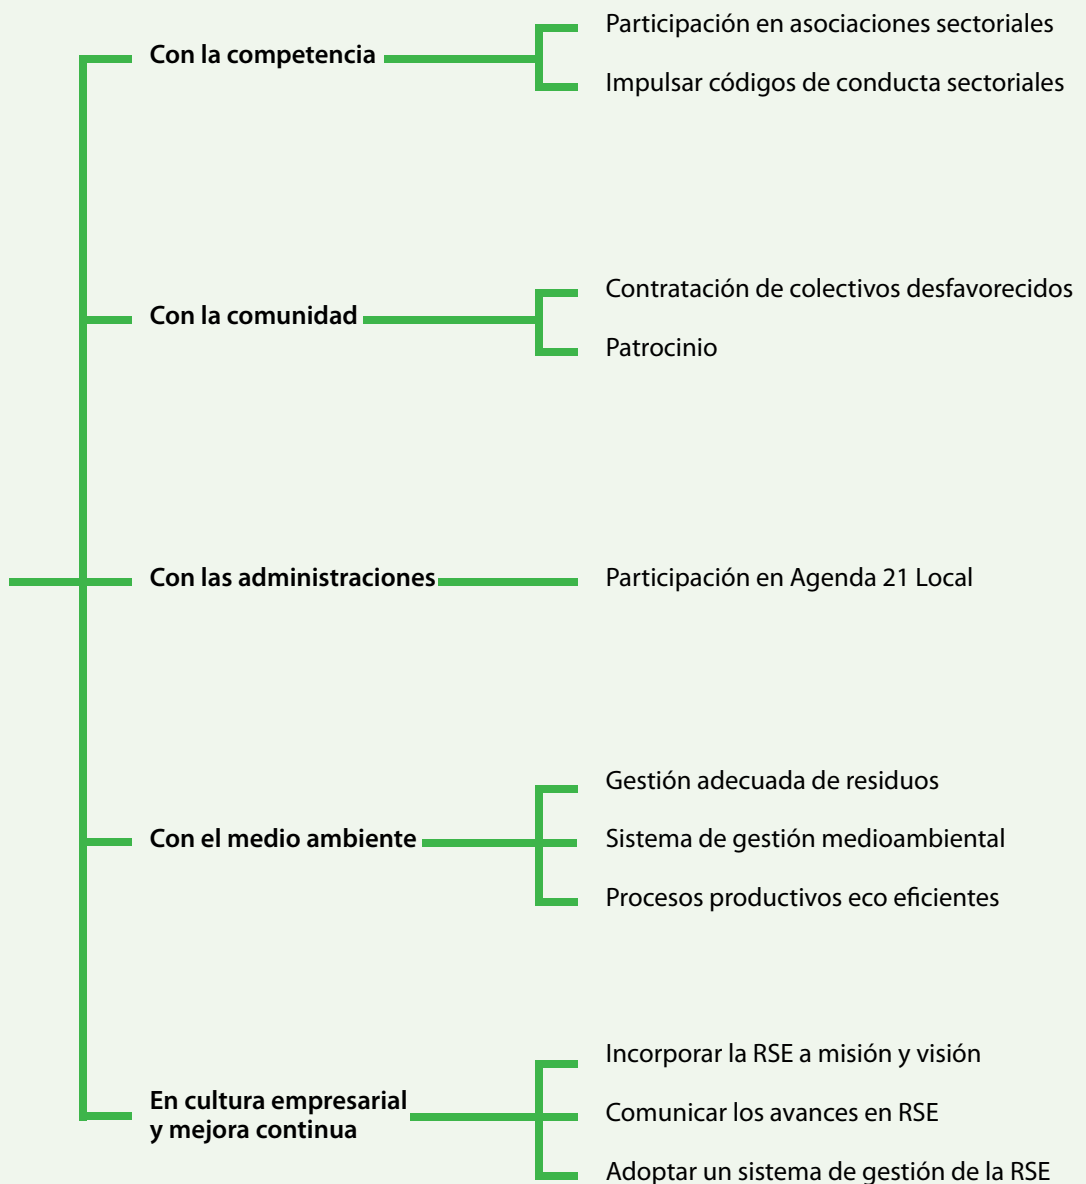 Con la competencia
Participación en asociaciones sectoriales
Impulsar códigos de conducta sectoriales
Con la comunidad
Contratación de colectivos desfavorecidos
Patrocinio
Con las administraciones
Participación en Agenda 21 Local
Con el medio ambiente
Gestión adecuada de residuos
Sistema de gestión medioambiental
Procesos productivos eco eficientes
En cultura empresarial
y mejora continua
Incorporar la RSE a misión y visión
Comunicar los avances en RSE
Adoptar un sistema de gestión de la RSE